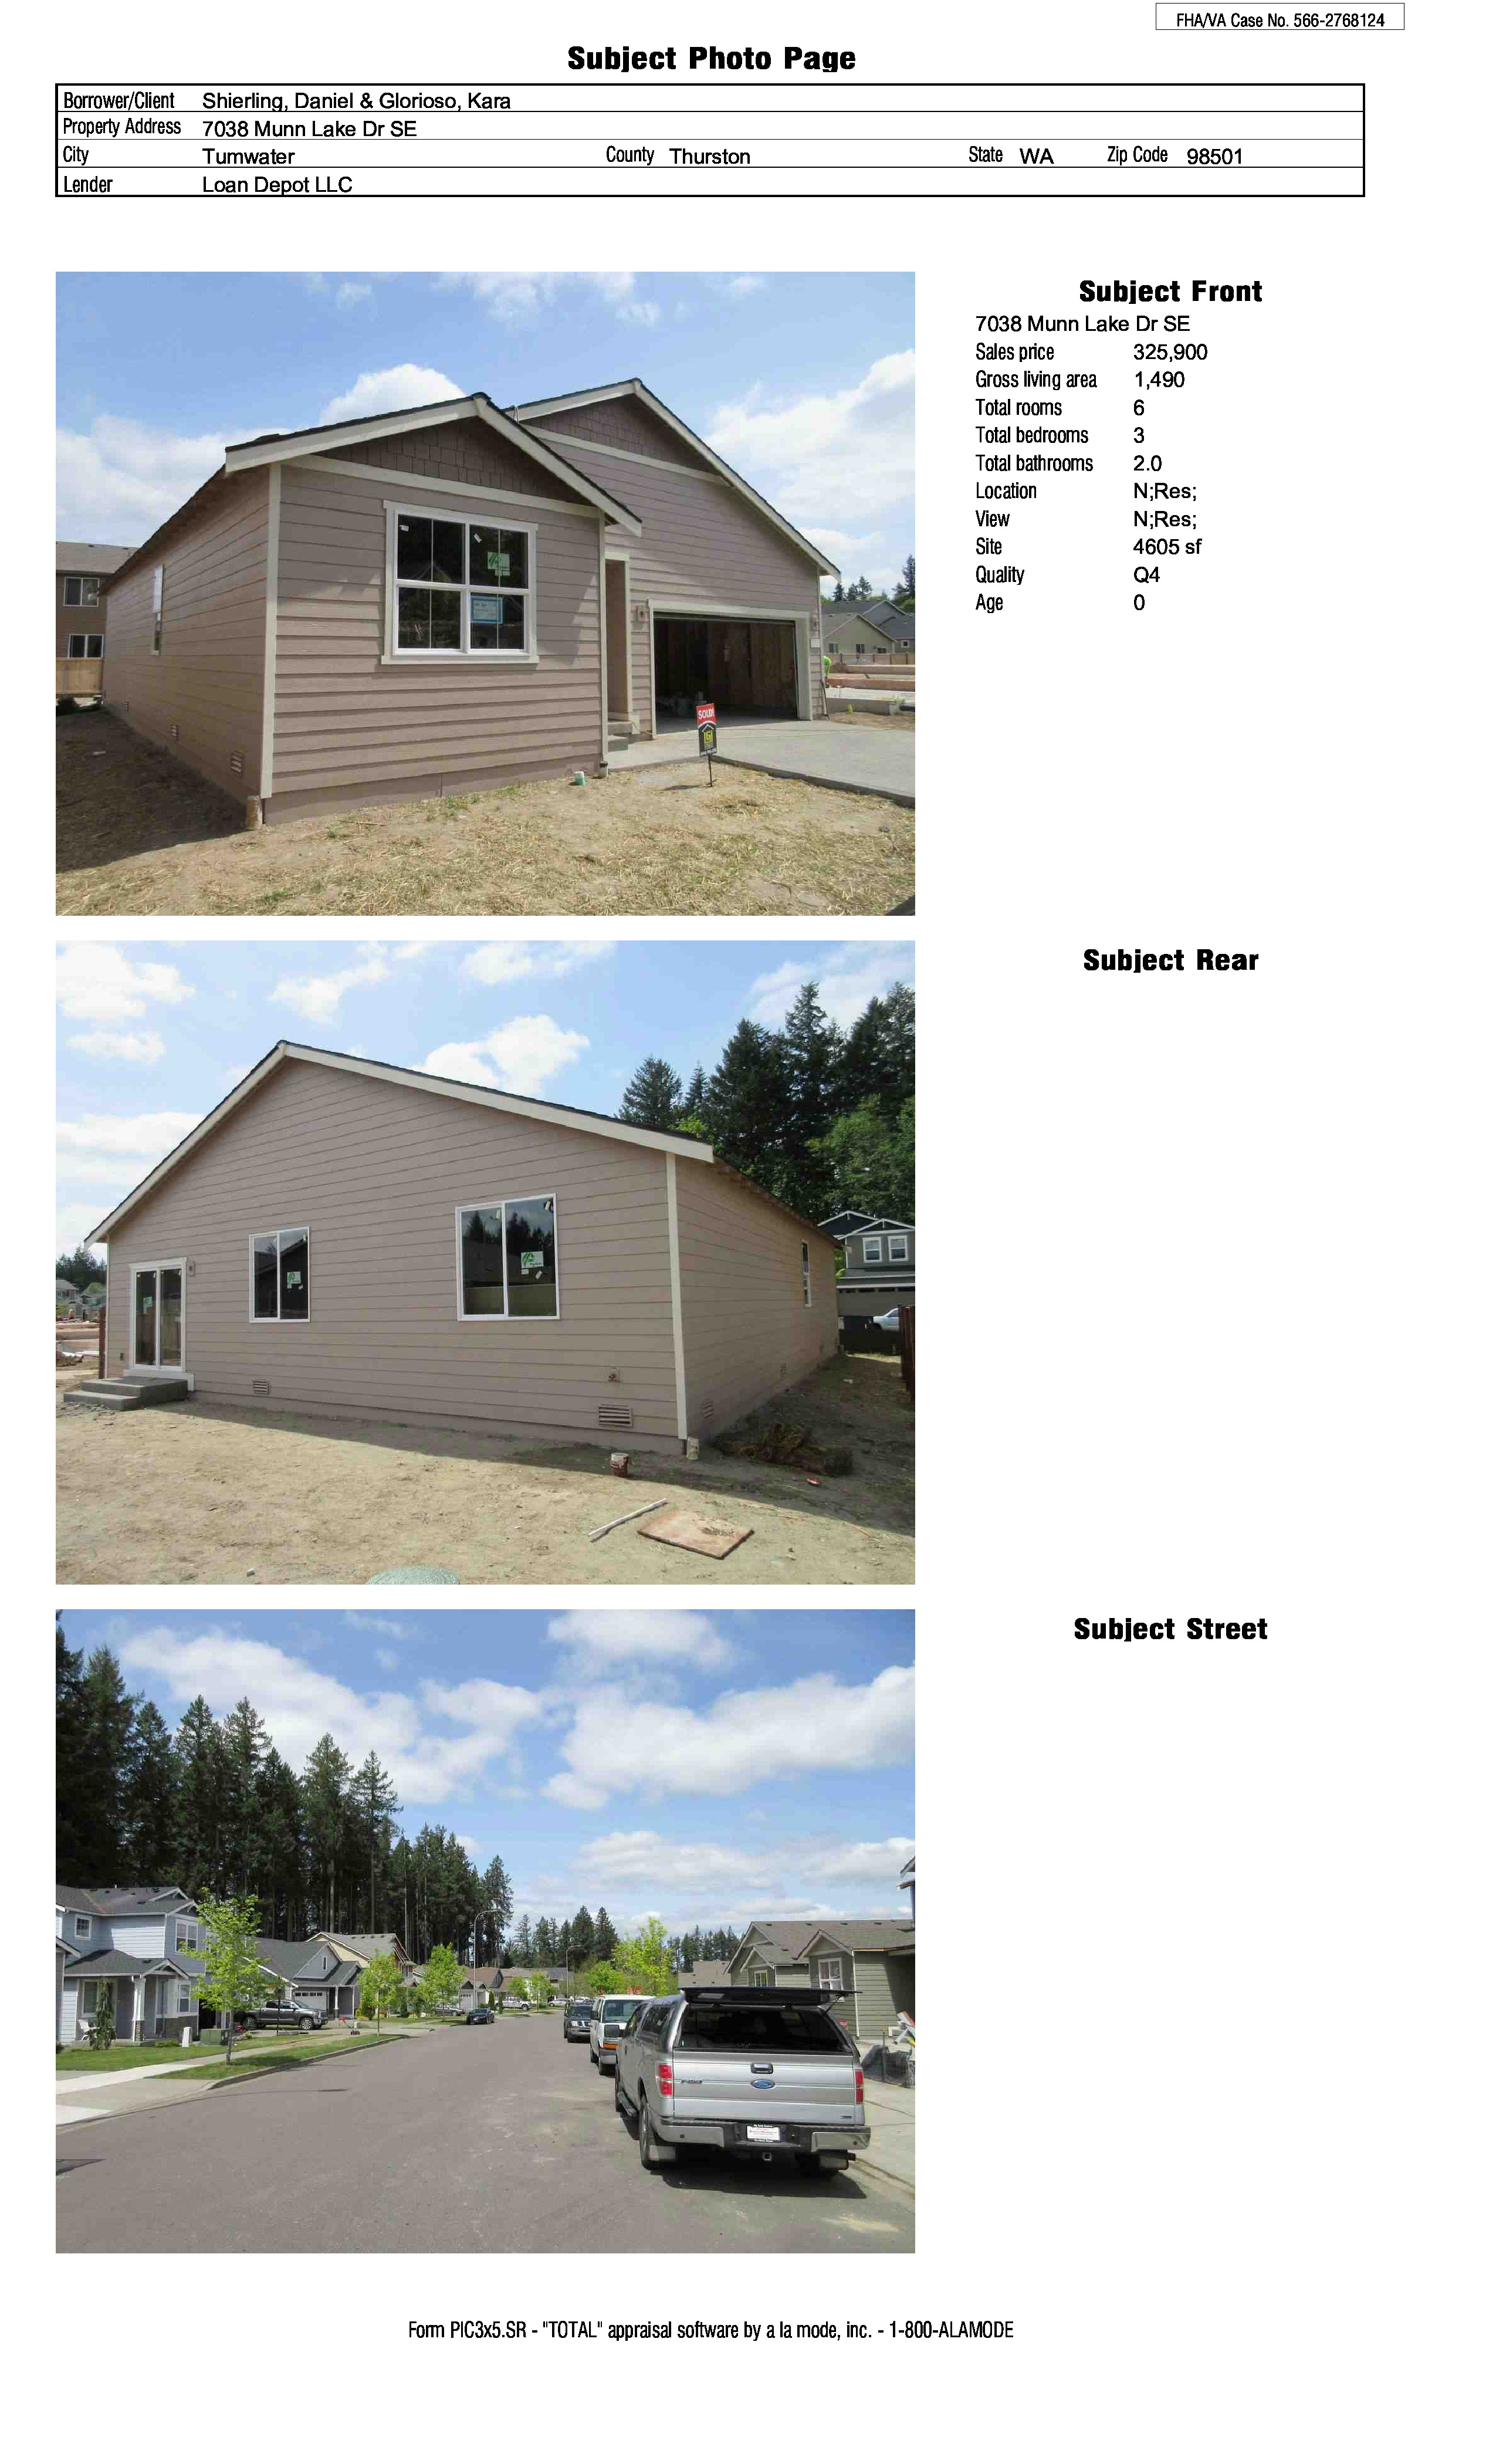 FHA/VA Case No. 566-2768124
Subject Photo Page
Borrower/Client Shierling, Daniel & Glorioso, Kara
Property Address 7038 Munn Lake Dr SE
City Tumwater County Thurston State WA Zip Code 98501
Lender Loan Depot LLC
Subject Front
7038 Munn Lake Dr SE
Sales price 325,900
Gross living area 1,490
Total rooms 6
Total bedrooms 3
Total bathrooms 2.0
Location N;Res;
View N;Res;
Site 4605 sf
Quality Q4
Age 0
SOLD!
Subject Rear
Subject Street
Ford
Form PIC3x5.SR - "TOTAL" appraisal software by a la mode, inc. - 1-800-ALAMODE